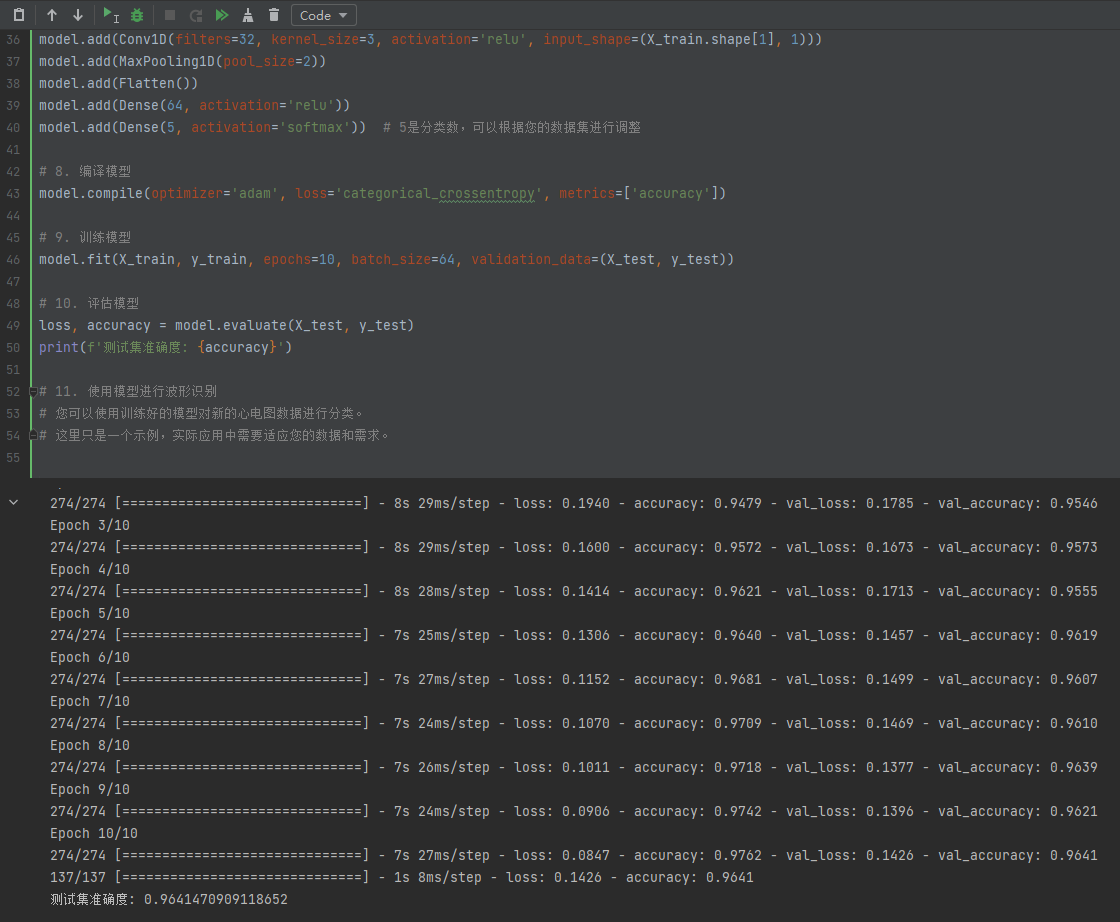 Code
36 model.add(Conv1D(filters=32, kernel_size=3, activation='relu', input_shape=(X_train.shape[1], 1)))
37 model.add(MaxPooling1D(pool_size=2))
38 model.add(Flatten())
39 model.add(Dense(64, activation='relu'))
40 model.add(Dense(5, activation='softmax'))  # 5是分类数，可以根据您的数据集进行调整
41
42 # 8. 编译模型
43 model.compile(optimizer='adam', loss='categorical_crossentropy', metrics=['accuracy'])
44
45 # 9. 训练模型
46 model.fit(X_train, y_train, epochs=10, batch_size=64, validation_data=(X_test, y_test))
47
48 # 10. 评估模型
49 loss, accuracy = model.evaluate(X_test, y_test)
50 print(f'测试集准确度: {accuracy}')
51
52 # 11. 使用模型进行波形识别
53 # 您可以使用训练好的模型对新的心电图数据进行分类。
54 # 这里只是一个示例，实际应用中需要适应您的数据和需求。
55
274/274 [==============================] - 8s 29ms/step - loss: 0.1940 - accuracy: 0.9479 - val_loss: 0.1785 - val_accuracy: 0.9546
Epoch 3/10
274/274 [==============================] - 8s 29ms/step - loss: 0.1600 - accuracy: 0.9572 - val_loss: 0.1673 - val_accuracy: 0.9573
Epoch 4/10
274/274 [==============================] - 8s 28ms/step - loss: 0.1414 - accuracy: 0.9621 - val_loss: 0.1713 - val_accuracy: 0.9555
Epoch 5/10
274/274 [==============================] - 7s 25ms/step - loss: 0.1306 - accuracy: 0.9640 - val_loss: 0.1457 - val_accuracy: 0.9619
Epoch 6/10
274/274 [==============================] - 7s 27ms/step - loss: 0.1152 - accuracy: 0.9681 - val_loss: 0.1499 - val_accuracy: 0.9607
Epoch 7/10
274/274 [==============================] - 7s 24ms/step - loss: 0.1070 - accuracy: 0.9709 - val_loss: 0.1469 - val_accuracy: 0.9610
Epoch 8/10
274/274 [==============================] - 7s 26ms/step - loss: 0.1011 - accuracy: 0.9718 - val_loss: 0.1377 - val_accuracy: 0.9639
Epoch 9/10
274/274 [==============================] - 7s 24ms/step - loss: 0.0906 - accuracy: 0.9742 - val_loss: 0.1396 - val_accuracy: 0.9621
Epoch 10/10
274/274 [==============================] - 7s 27ms/step - loss: 0.0847 - accuracy: 0.9762 - val_loss: 0.1426 - val_accuracy: 0.9641
137/137 [==============================] - 1s 8ms/step - loss: 0.1426 - accuracy: 0.9641
测试集准确度: 0.9641470909118652